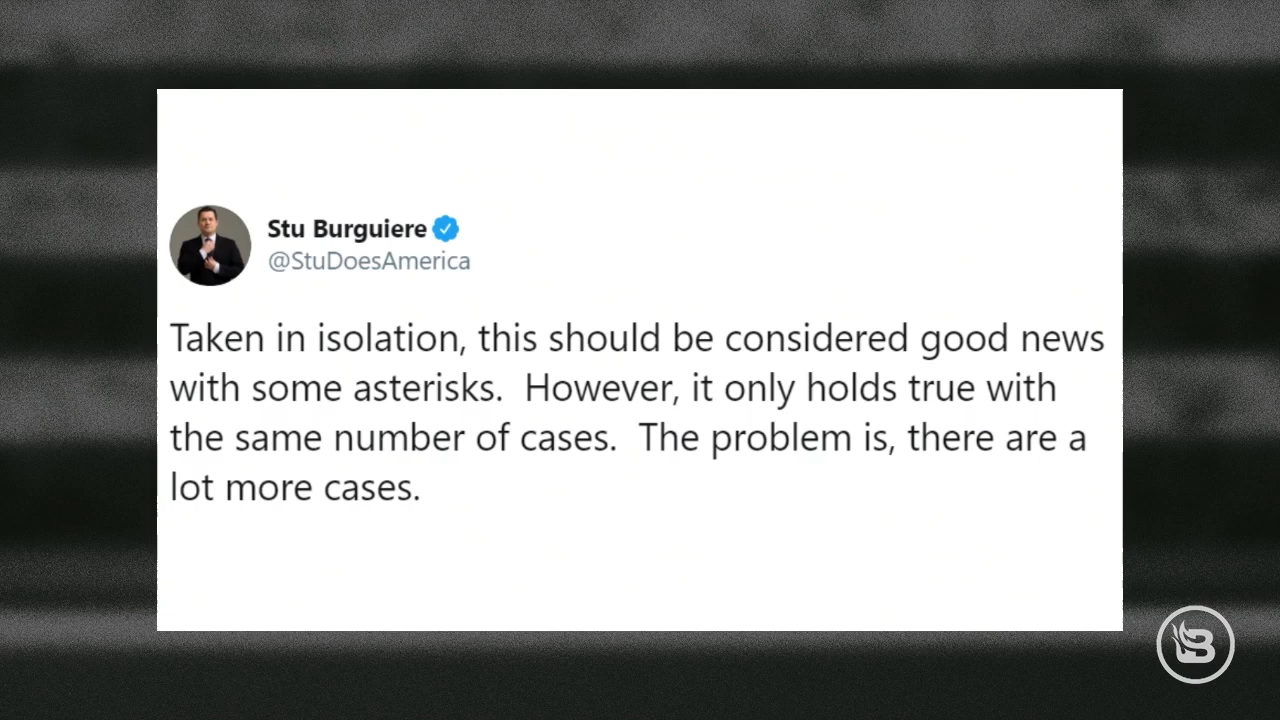 Stu Burguiere
@StuDoesAmerica
Taken in isolation, this should be considered good news
with some asterisks.  However, it only holds true with
the same number of cases.  The problem is, there are a
lot more cases.
B